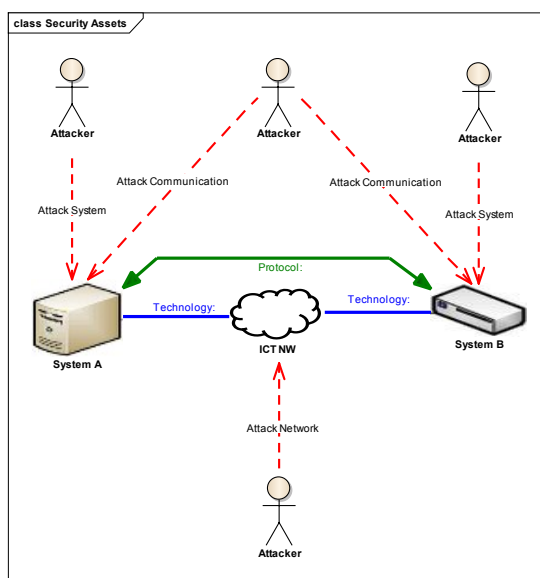 class Security Assets
Attacker
Attacker
Attacker
Attack Communication
Attack Communication
Attack System
Attack System
Protocol:
Technology:
Technology:
System A
ICT NW
System B
Attack Network
Attacker